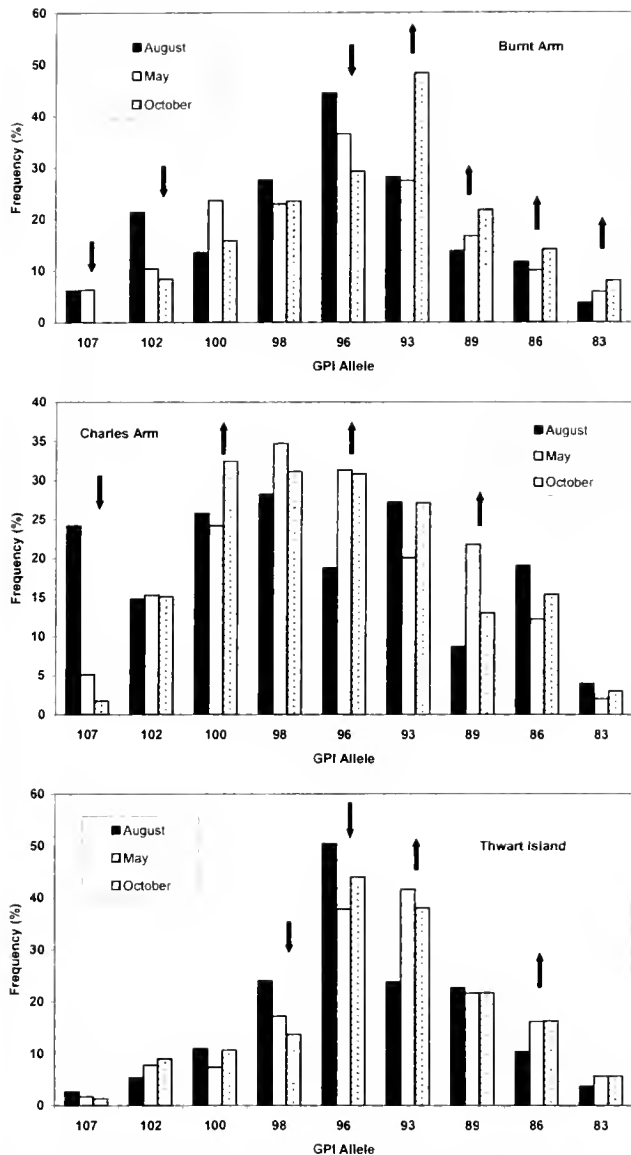 60
50
40
30
20
10
0
Frequency (%)
August
May
October
Burnt Arm
107 102 100 98 96 93 89 86 83
GPI Allele
40
35
30
25
20
15
10
5
0
Frequency (%)
Charles Arm
August
May
October
107 102 100 98 96 93 89 86 83
GPI Allele
60
50
40
30
20
10
0
Frequency (%)
August
May
October
Thwart Island
107 102 100 98 96 93 89 86 83
GPI Allele